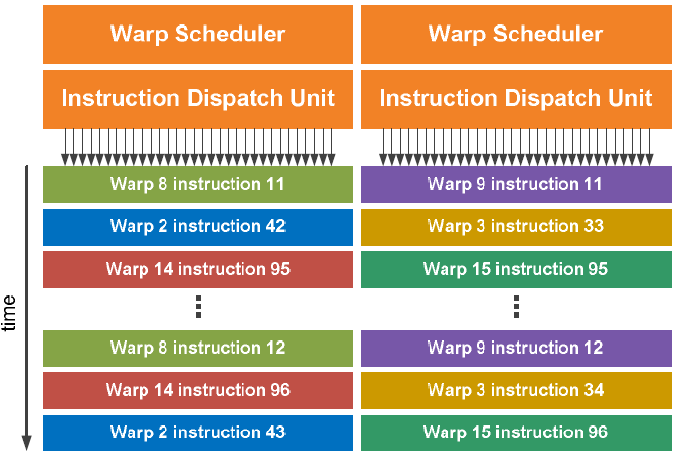 Warp Scheduler
Warp Scheduler
Instruction Dispatch Unit
Instruction Dispatch Unit
Warp 8 instruction 11
Warp 9 instruction 11
Warp 2 instruction 42
Warp 3 instruction 33
Warp 14 instruction 95
Warp 15 instruction 95
time
Warp 8 instruction 12
Warp 9 instruction 12
Warp 14 instruction 96
Warp 3 instruction 34
Warp 2 instruction 43
Warp 15 instruction 96